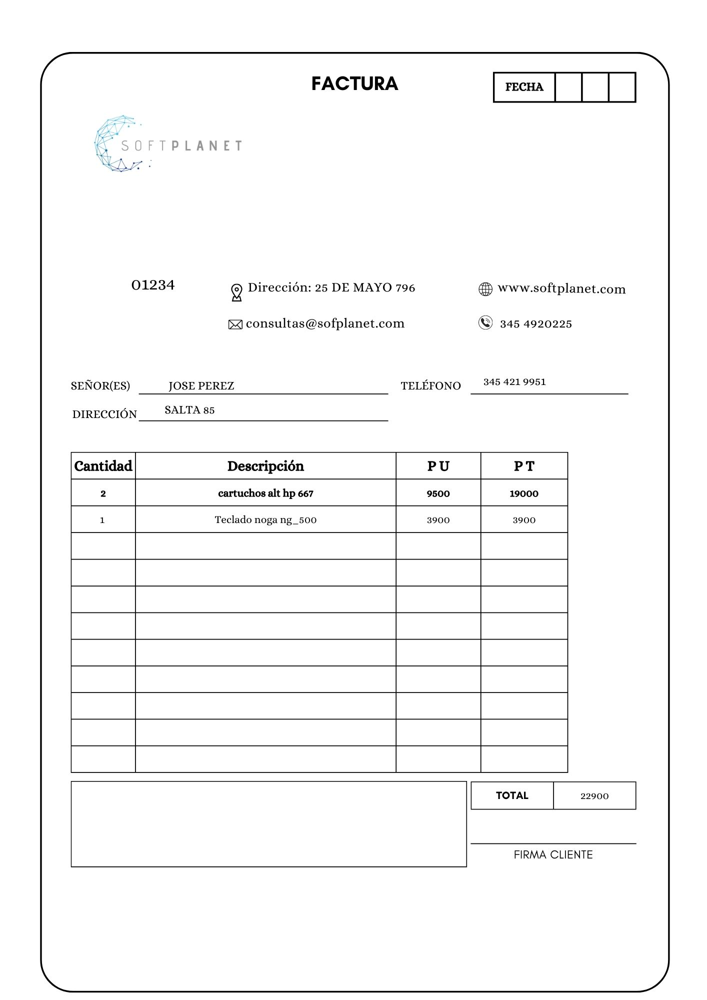 FACTURA
FECHA
SOFTPLANET
01234
Dirección: 25 DE MAYO 796
www.softplanet.com
consultas@sofplanet.com
345 4920225
SEÑOR(ES) JOSE PEREZ TELÉFONO 345 421 9951
DIRECCIÓN SALTA 85
Cantidad Descripción P U P T
2 cartuchos alt hp 667 9500 19000
1 Teclado noga ng_500 3900 3900
TOTAL 22900
FIRMA CLIENTE